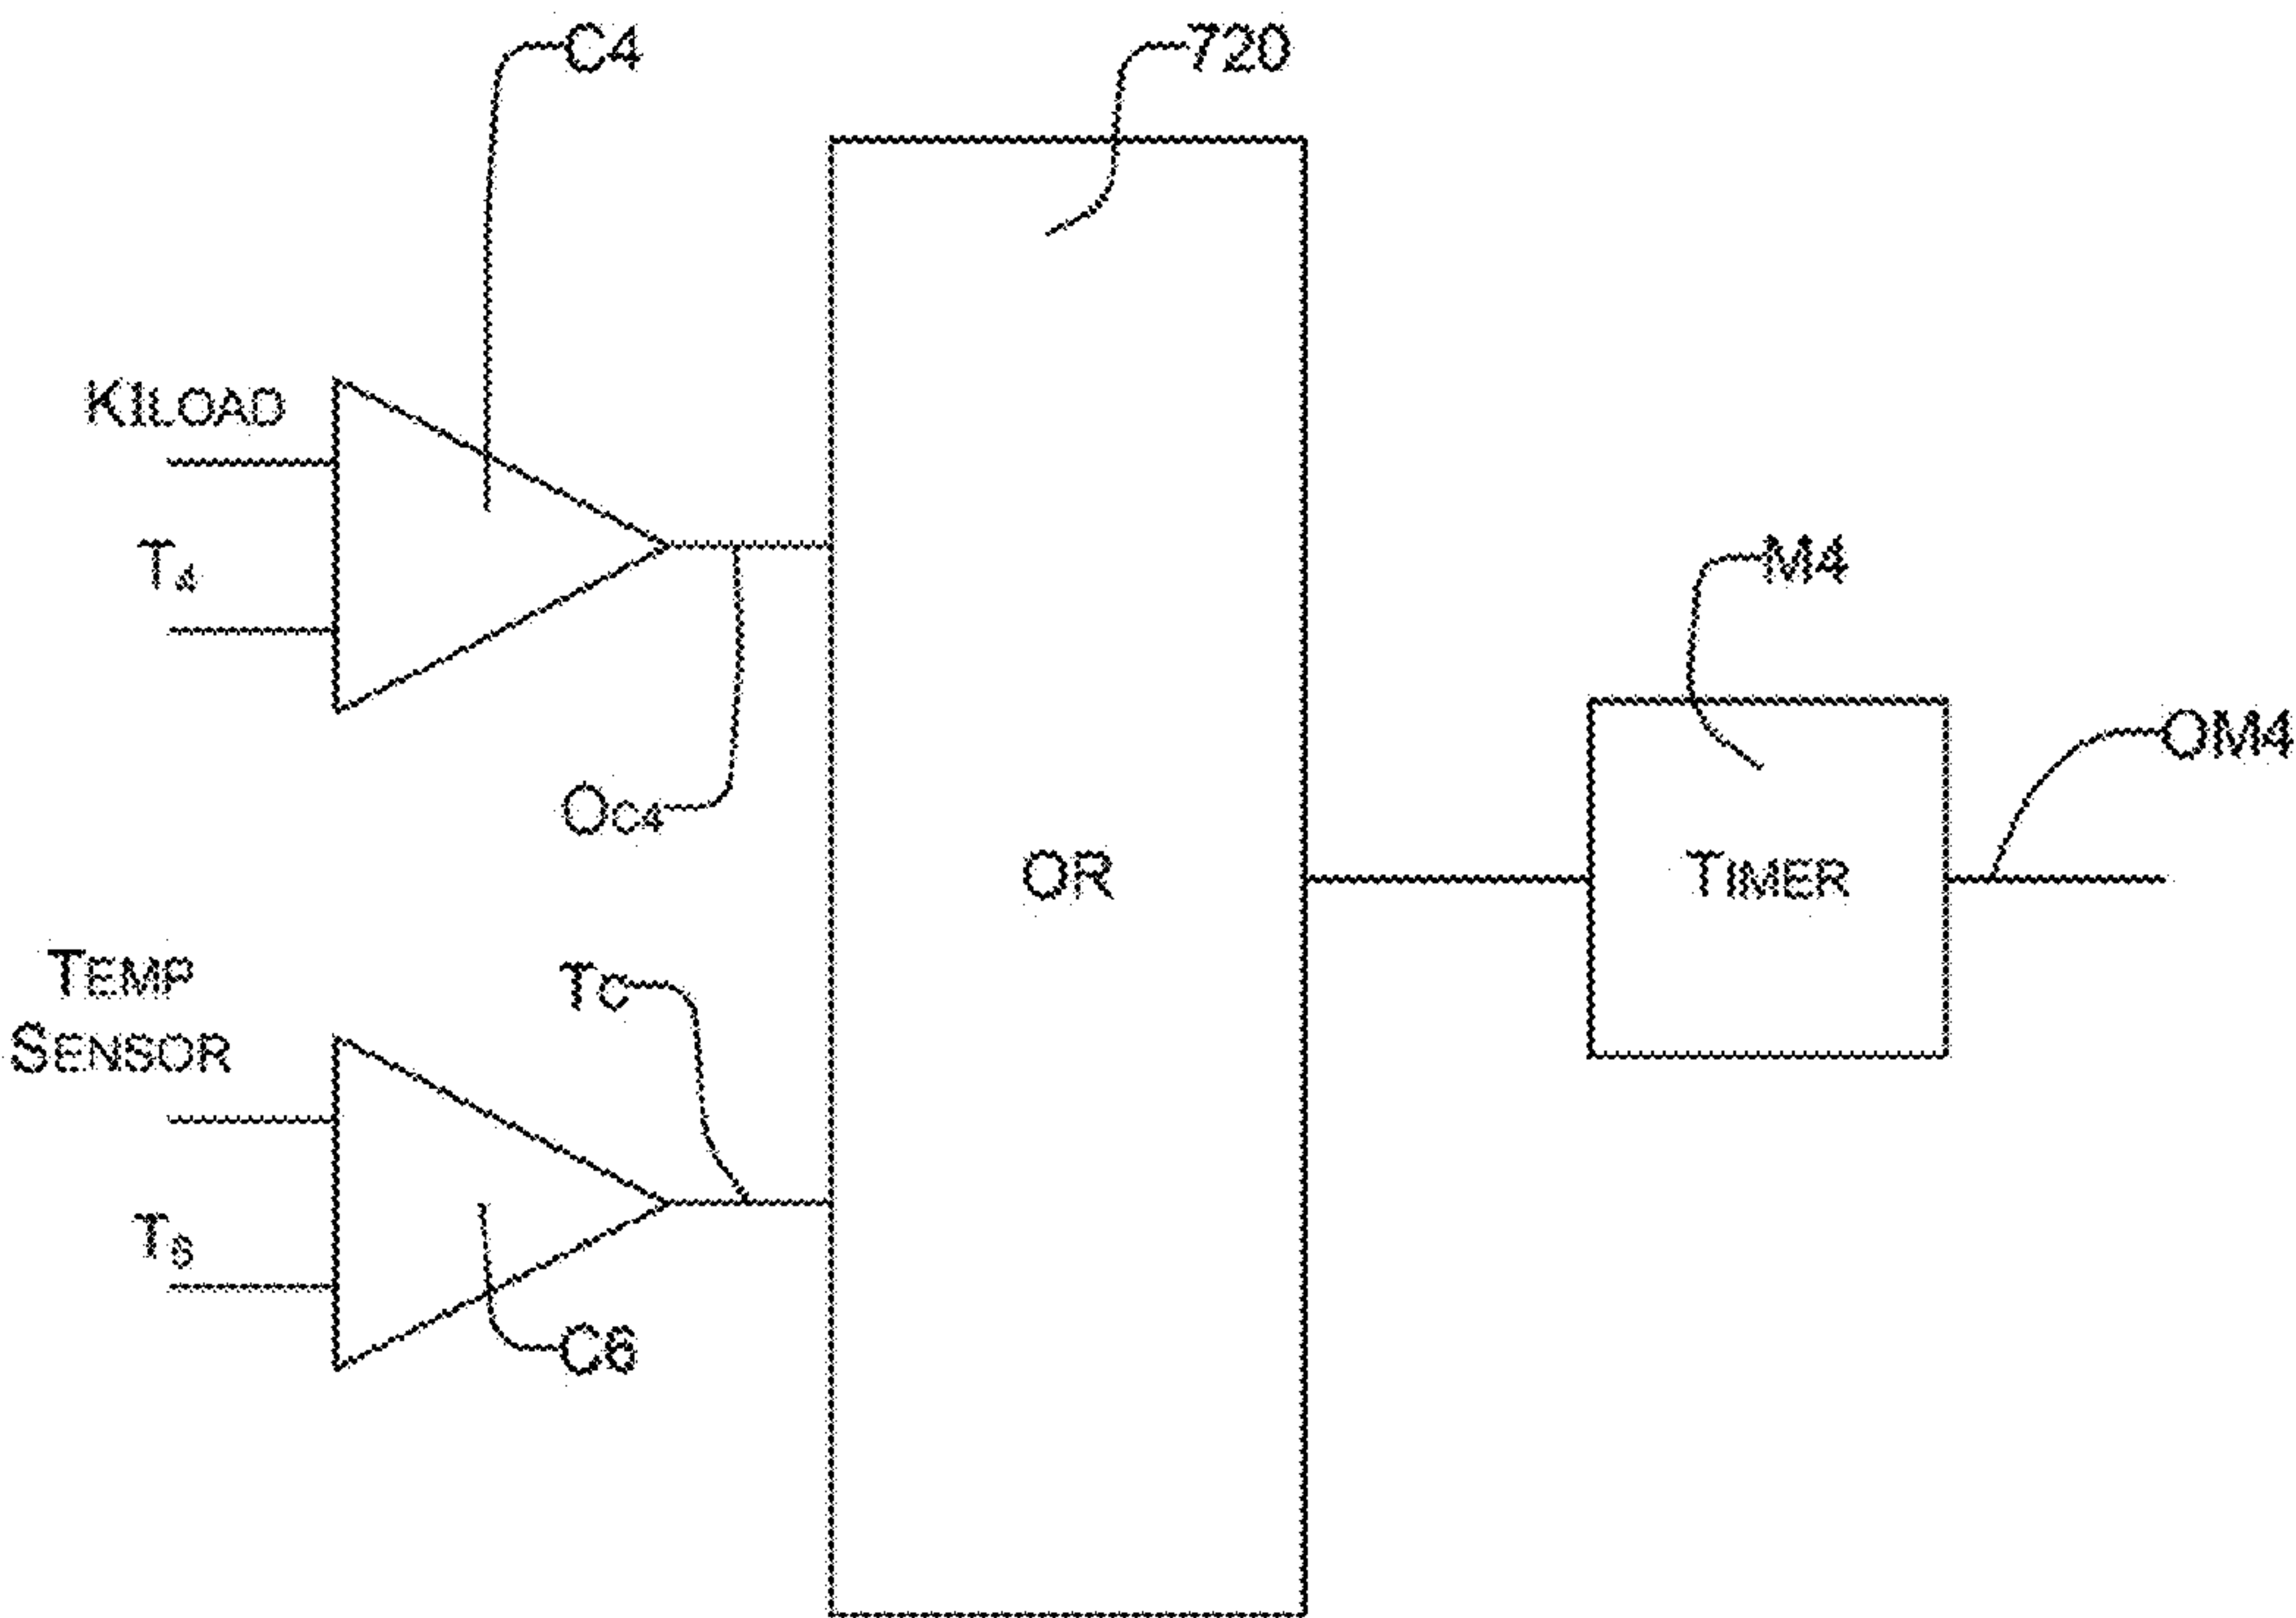 C4
720
KILOAD
T4
M4
OM4
OC4
OR
TIMER
TEMP
SENSOR
TC
T6
C6